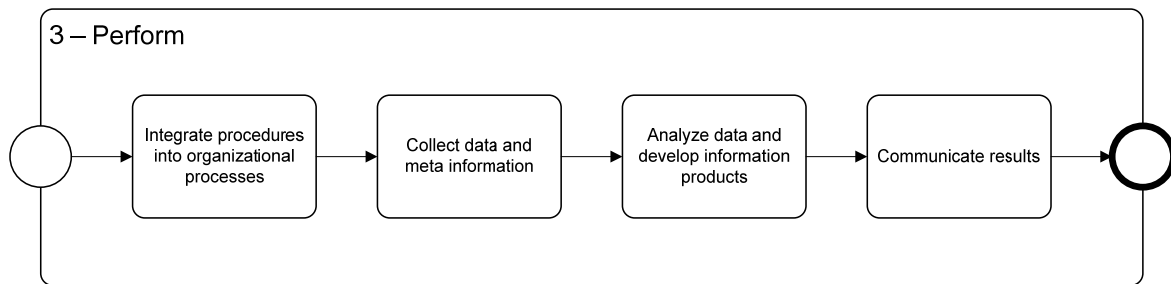 3 – Perform
Integrate procedures
into organizational
processes
Collect data and
meta information
Analyze data and
develop information
products
Communicate results